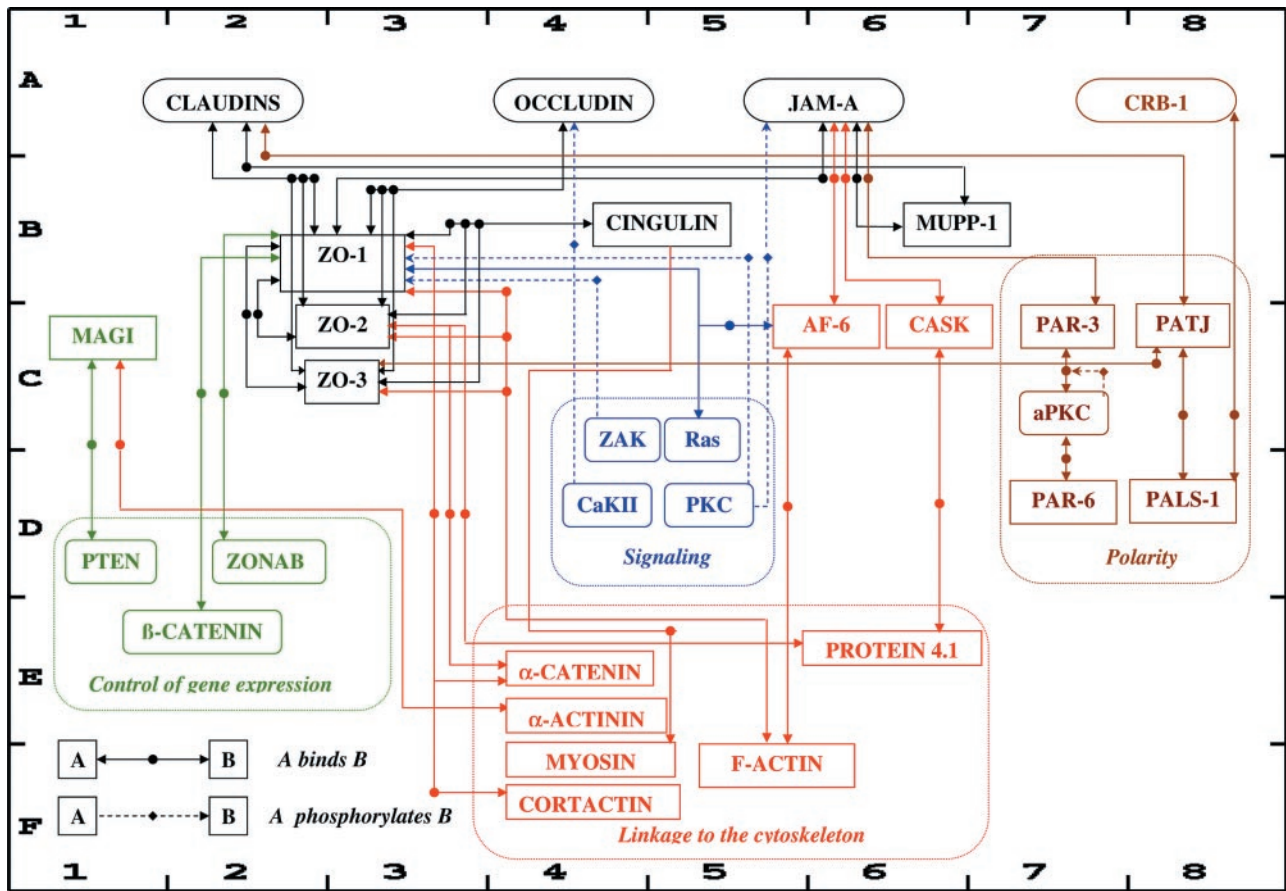 1 2 3 4 5 6 7 8
A
CLAUDINS OCCLUDIN JAM-A CRB-1
B
CINGULIN MUPP-1
ZO-1
ZO-2 AF-6 CASK PAR-3 PATJ
MAGI
C
ZO-3
aPKC
ZAK Ras
CaKII PKC PAR-6 PALS-1
D
Signaling Polarity
PTEN ZONAB
ß-CATENIN
PROTEIN 4.1
E
α-CATENIN
Control of gene expression
α-ACTININ
A B A binds B
MYOSIN F-ACTIN
CORTACTIN
A B A phosphorylates B
F
Linkage to the cytoskeleton
1 2 3 4 5 6 7 8